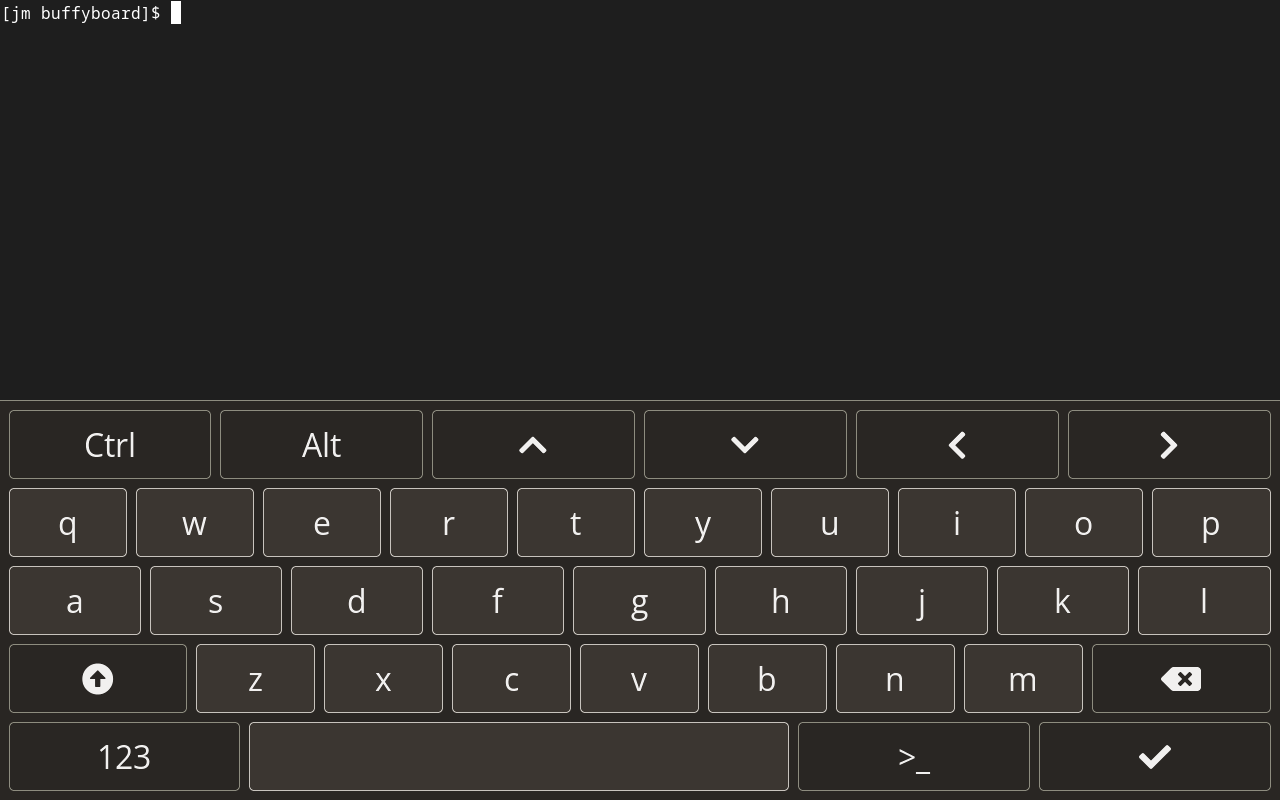 [jm buffyboard]$
Ctrl Alt
q w e r t y u i o p
a s d f g h j k l
z x c v b n m
123 >_